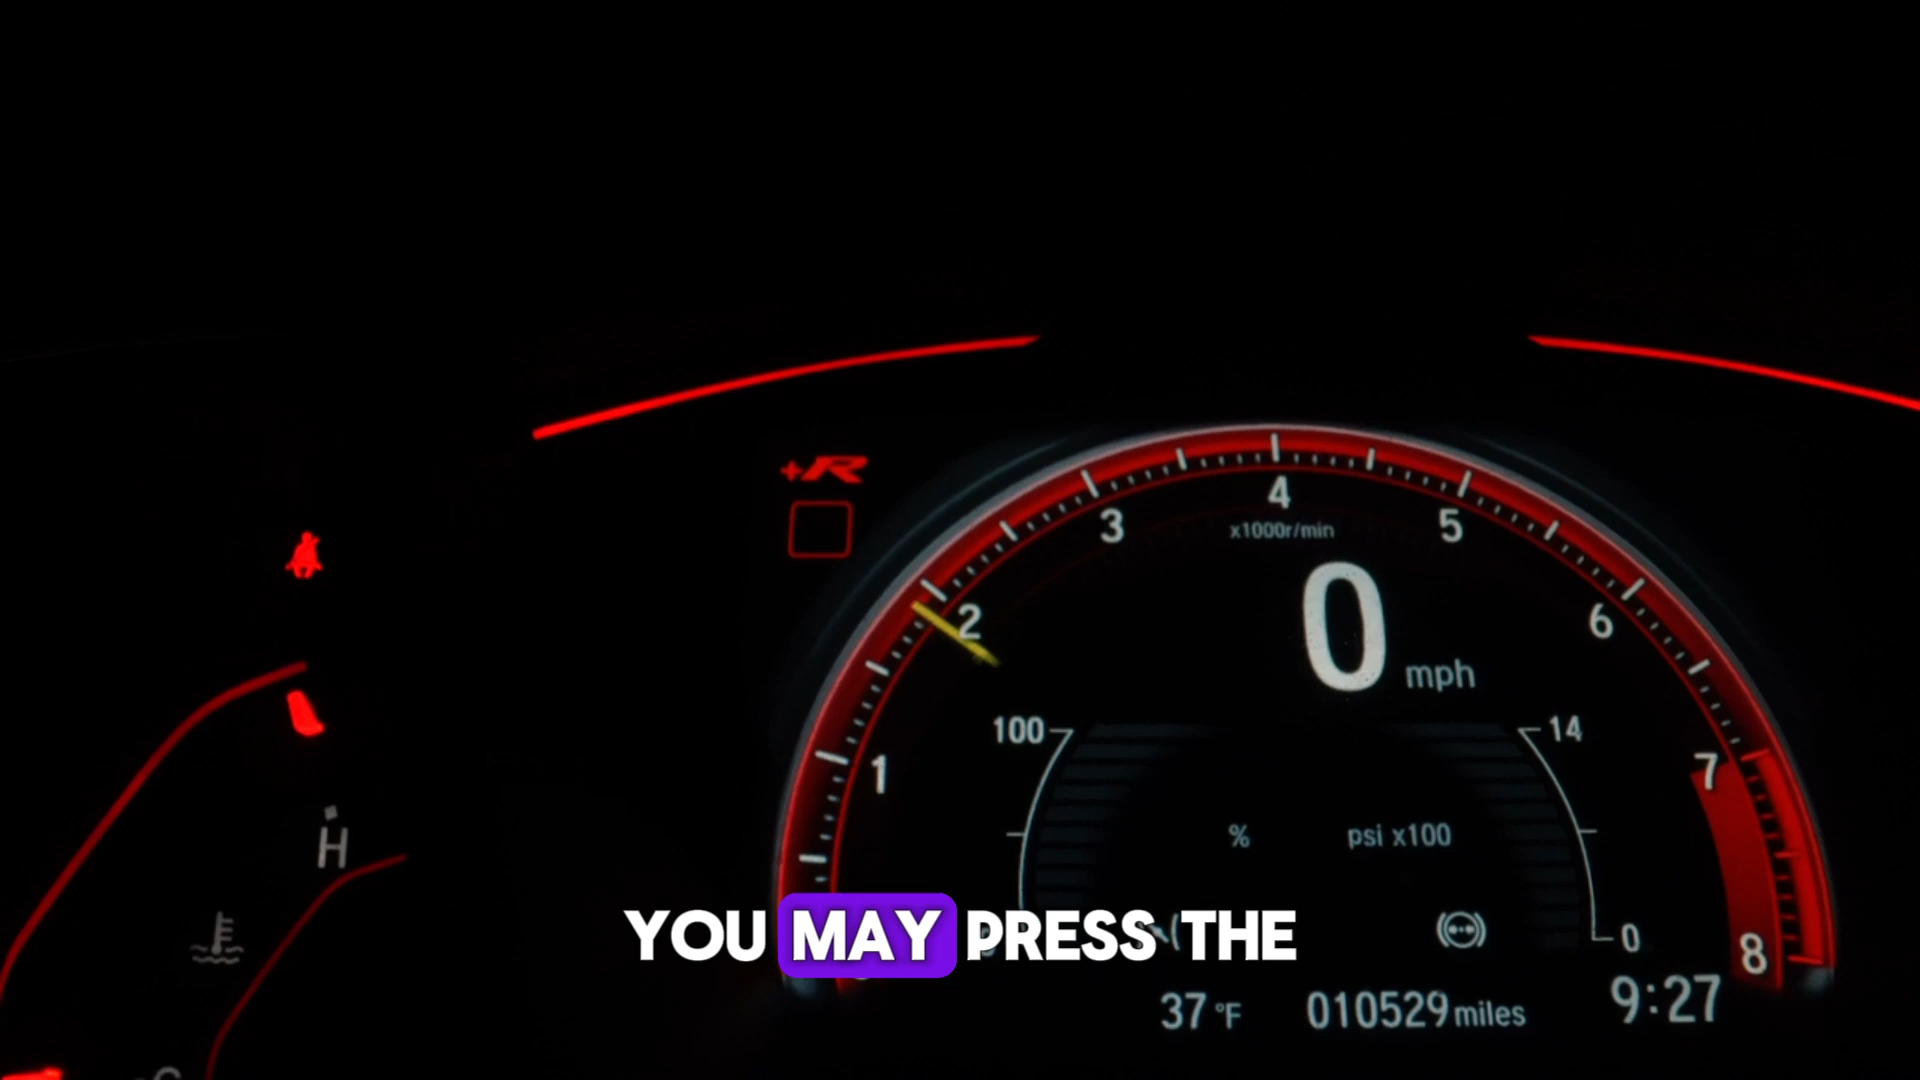 +R
4
3
5
x1000r/min
0 mph
2
6
100
14
7
1
% psi x100
H
YOU MAY PRESS THE
0
8
37 °F 010529 miles 9:27
C